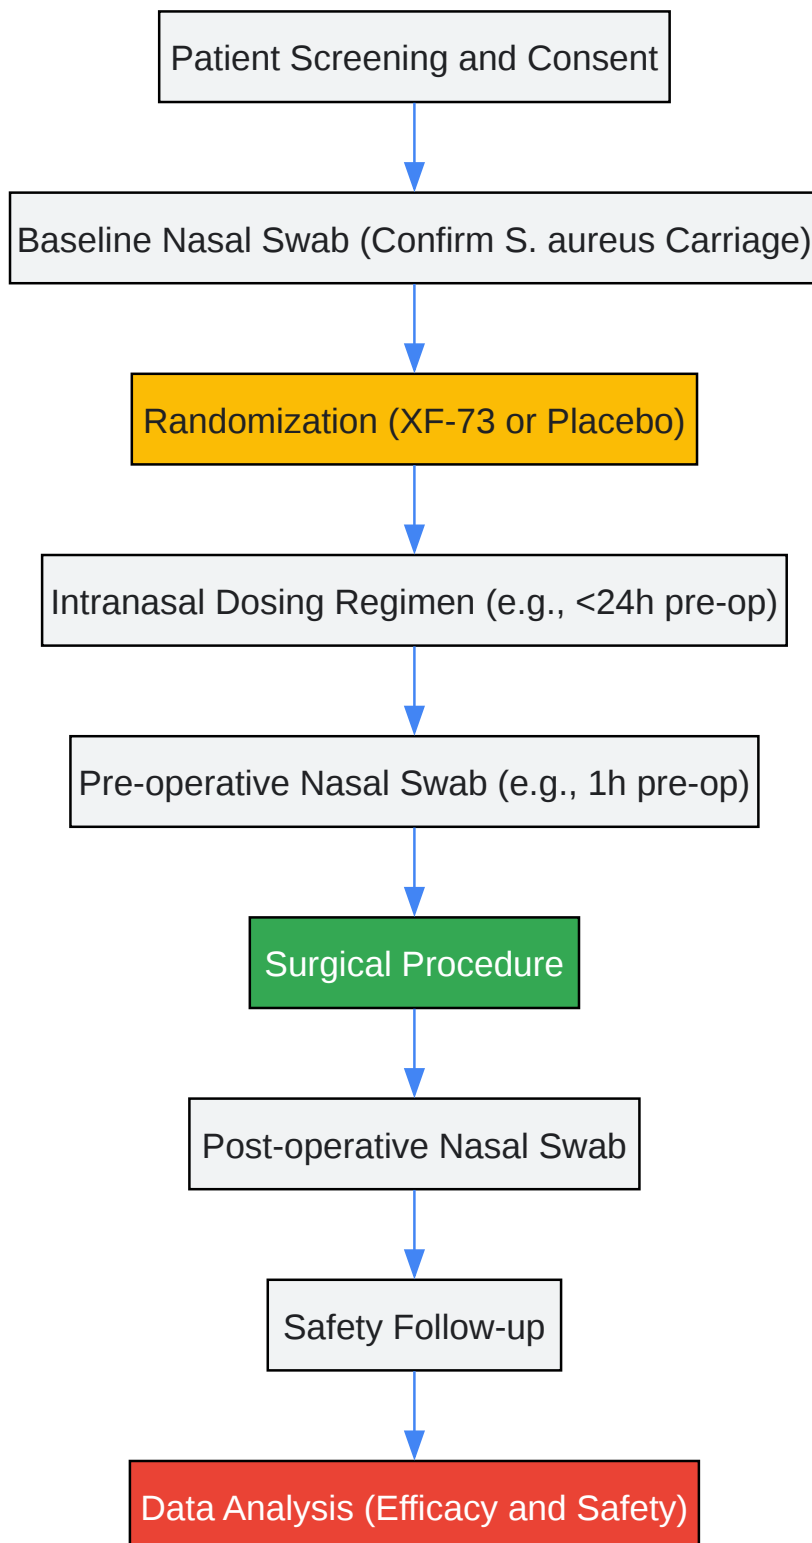 Patient Screening and Consent
Baseline Nasal Swab (Confirm S. aureus Carriage)
Randomization (XF-73 or Placebo)
Intranasal Dosing Regimen (e.g., <24h pre-op)
Pre-operative Nasal Swab (e.g., 1h pre-op)
Surgical Procedure
Post-operative Nasal Swab
Safety Follow-up
Data Analysis (Efficacy and Safety)